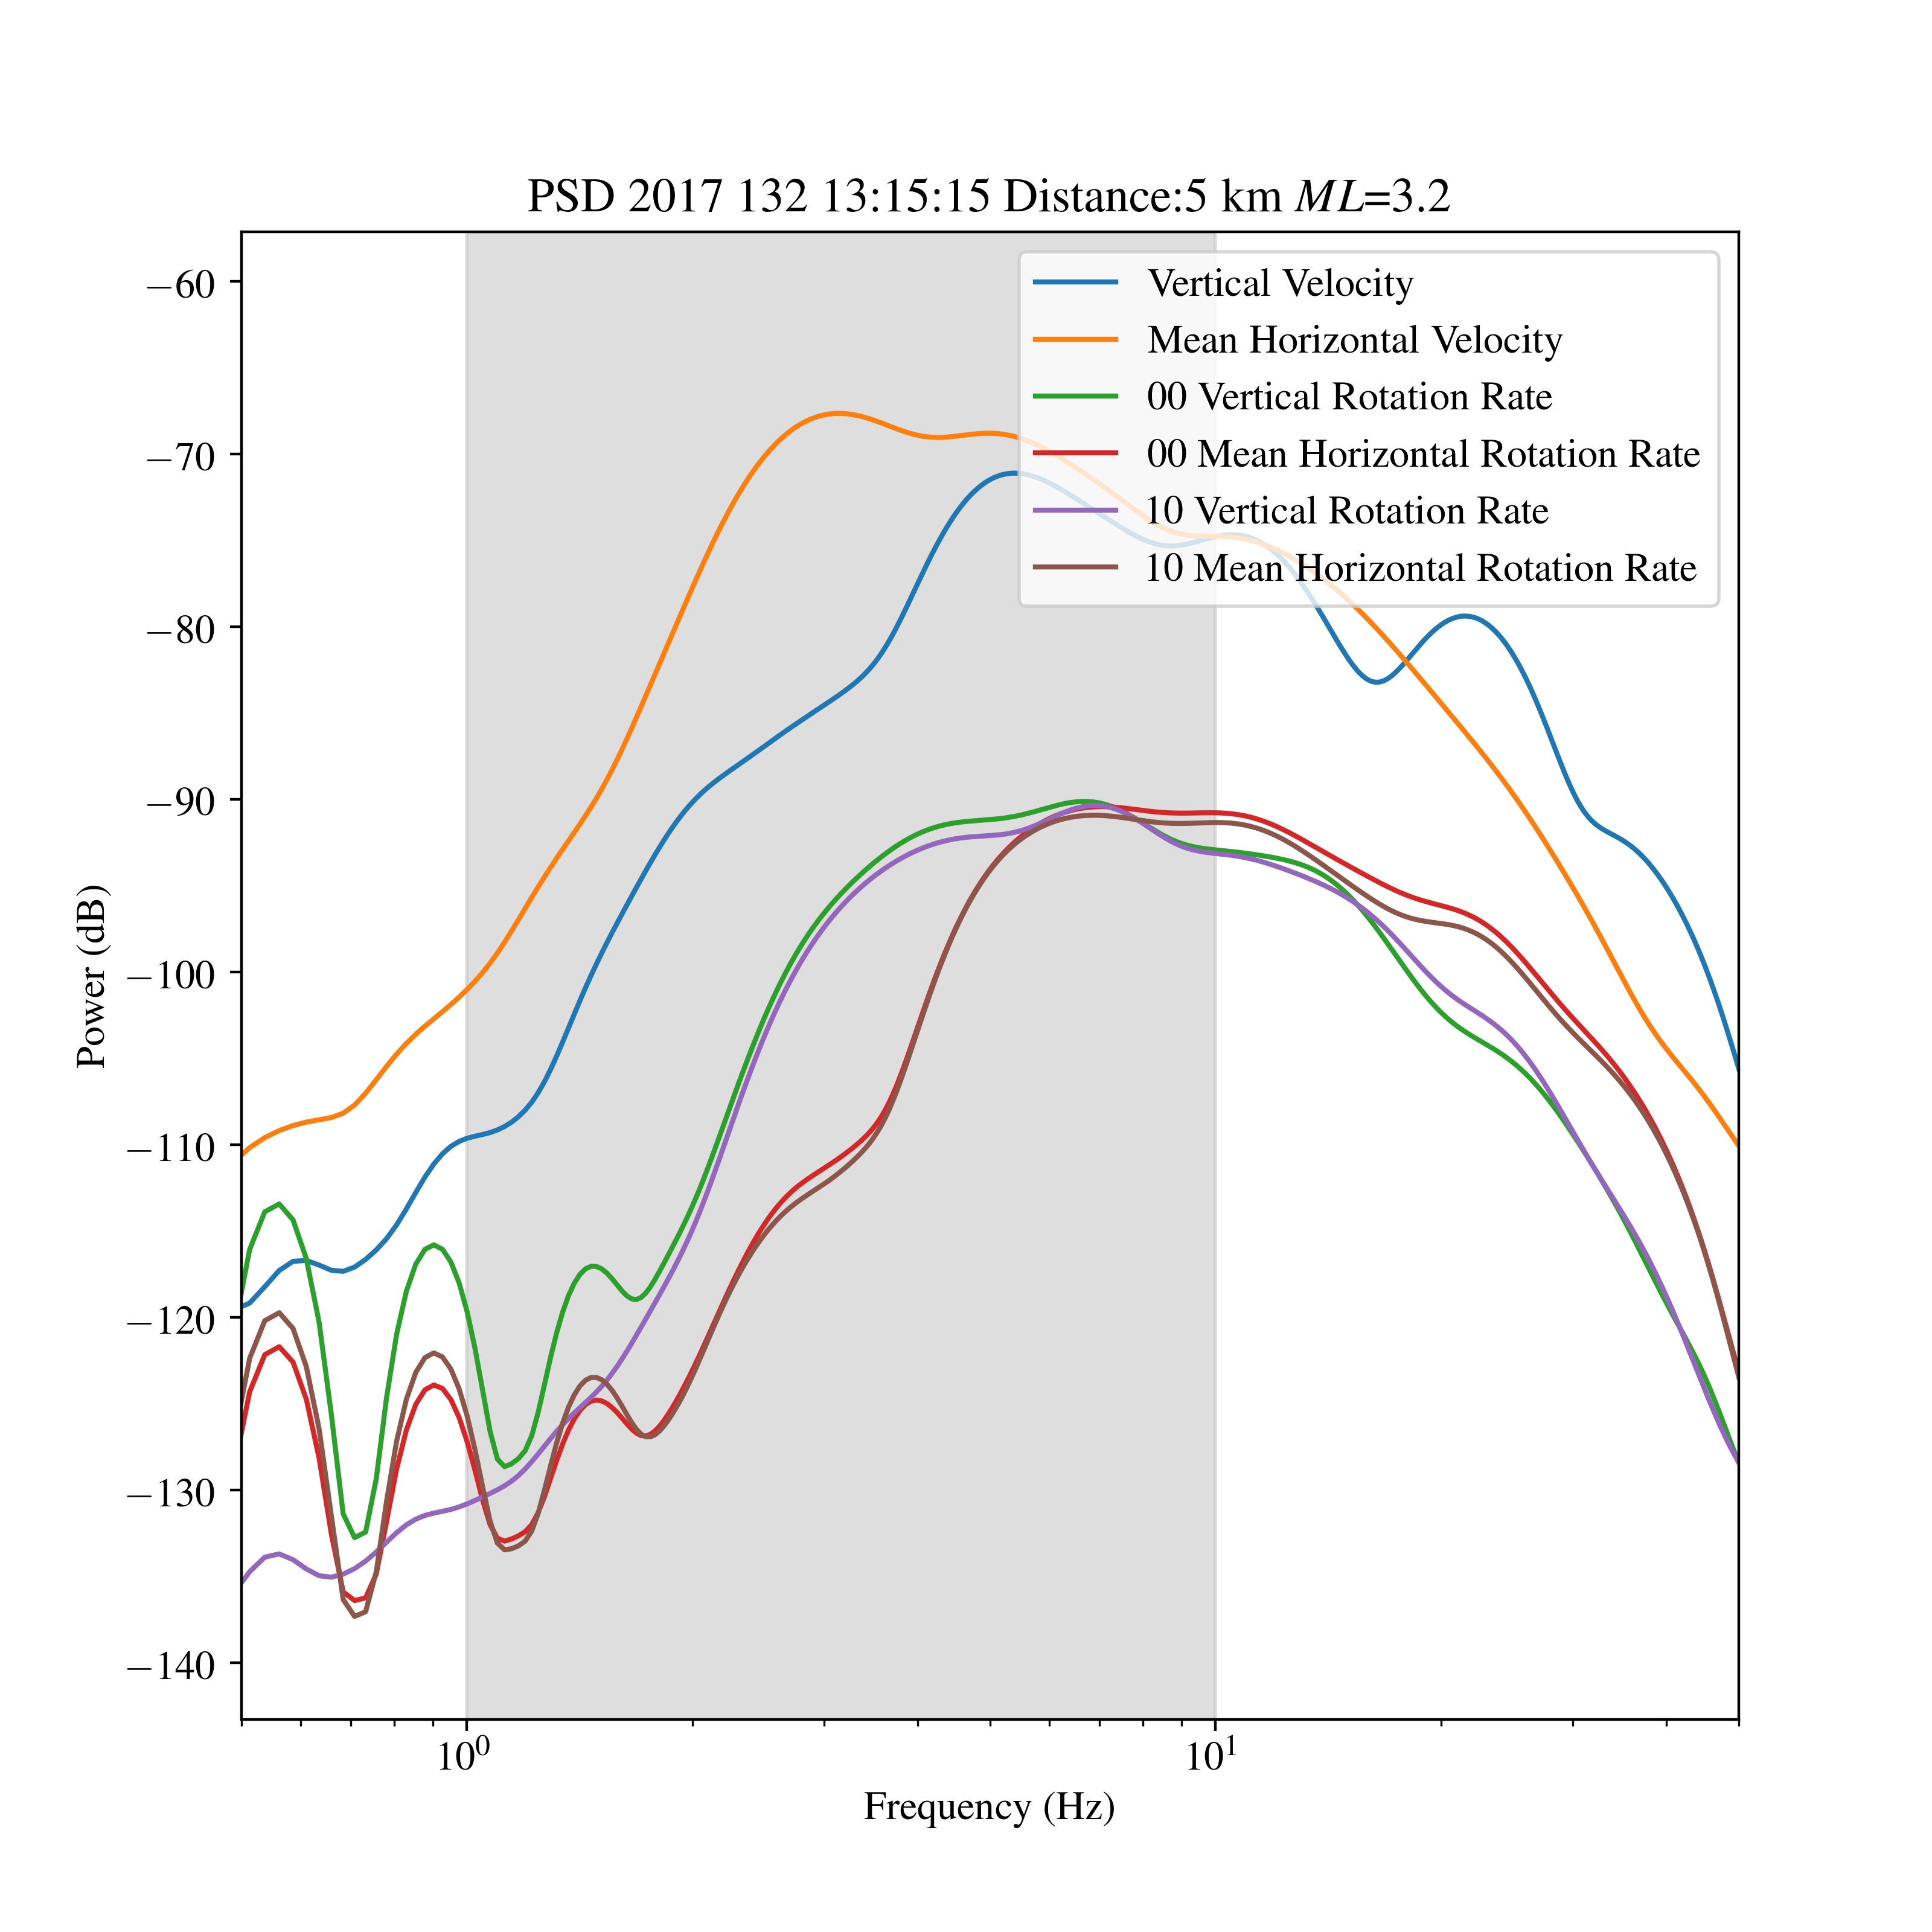 PSD 2017 132 13:15:15 Distance:5 km ML=3.2
Vertical Velocity
Mean Horizontal Velocity
00 Vertical Rotation Rate
00 Mean Horizontal Rotation Rate
10 Vertical Rotation Rate
10 Mean Horizontal Rotation Rate
−60
−70
−80
−90
−100
−110
−120
−130
−140
Power (dB)
10⁰ 10¹
Frequency (Hz)